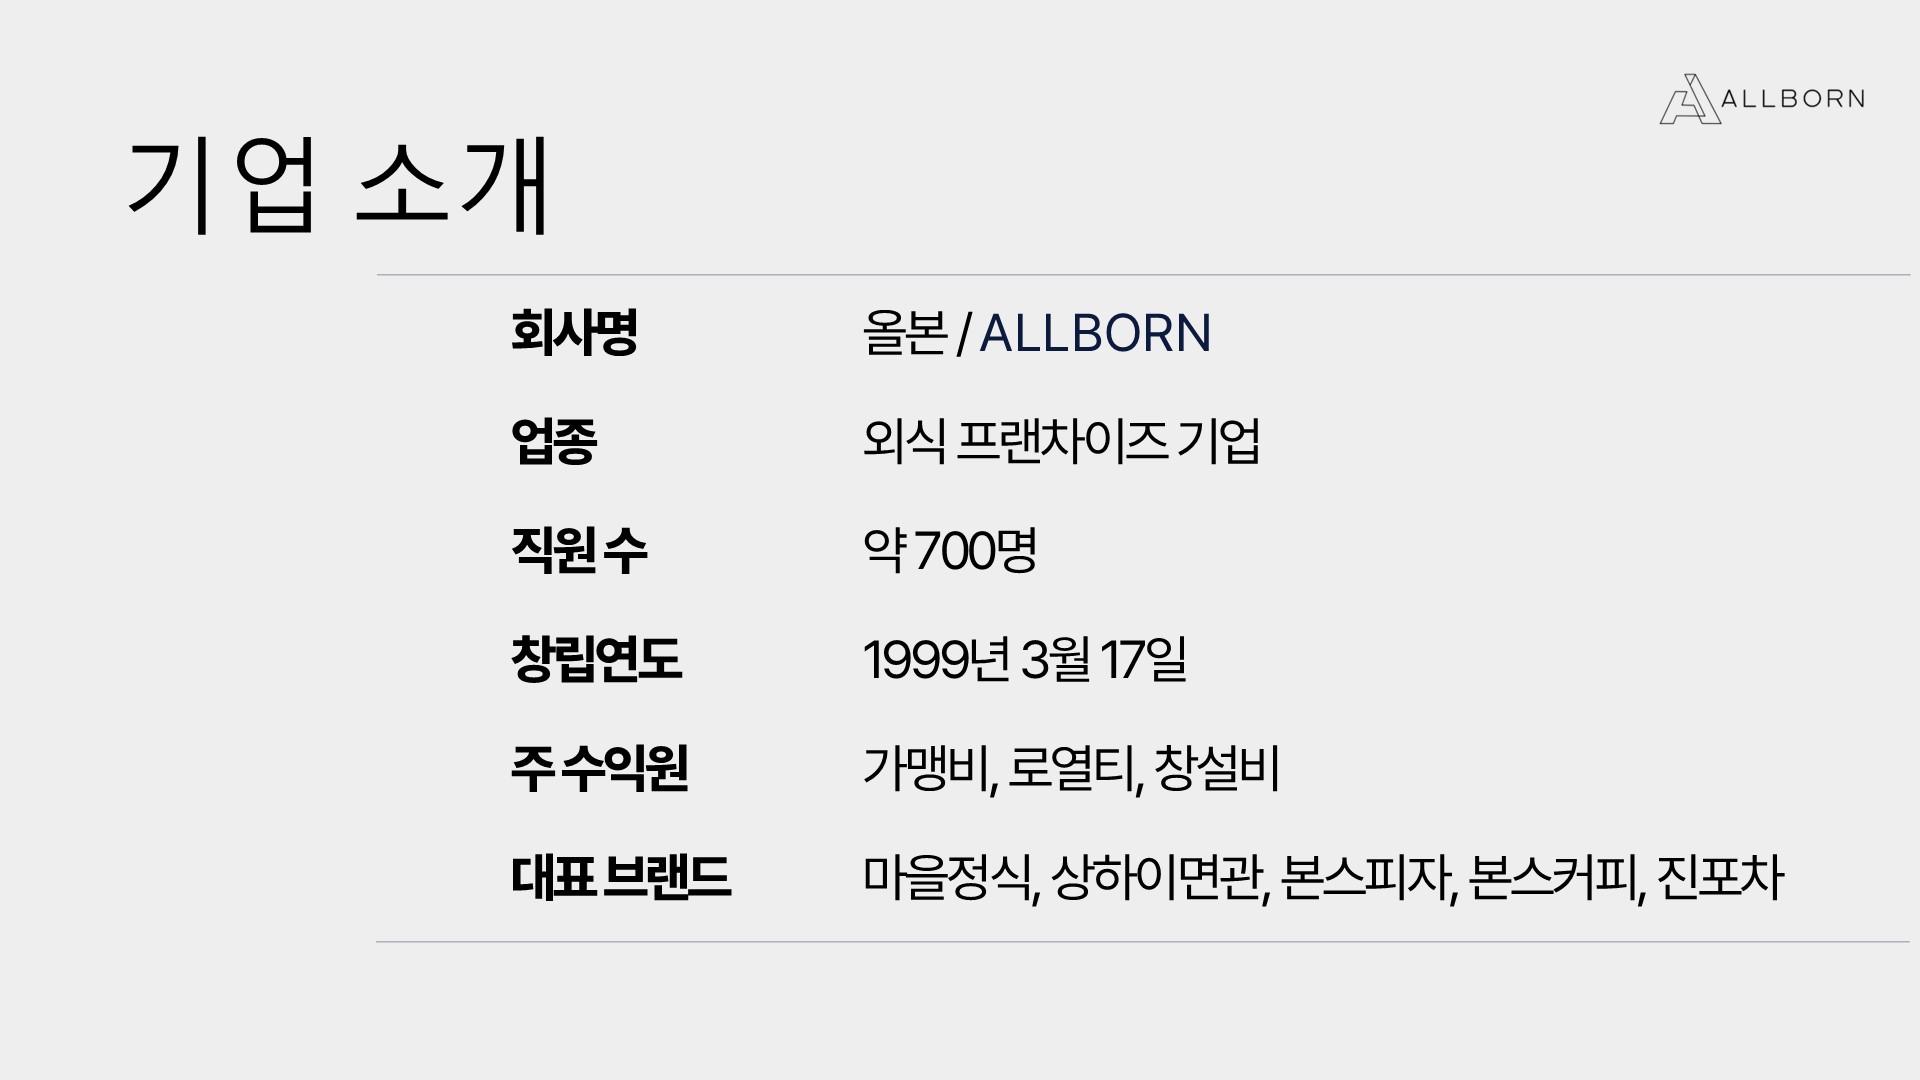 ALLBORN
기업 소개
회사명 올본 / ALLBORN
업종 외식 프랜차이즈 기업
직원 수 약 700명
창립연도 1999년 3월 17일
주 수익원 가맹비, 로열티, 창설비
대표 브랜드 마을정식, 상하이면관, 본스피자, 본스커피, 진포차